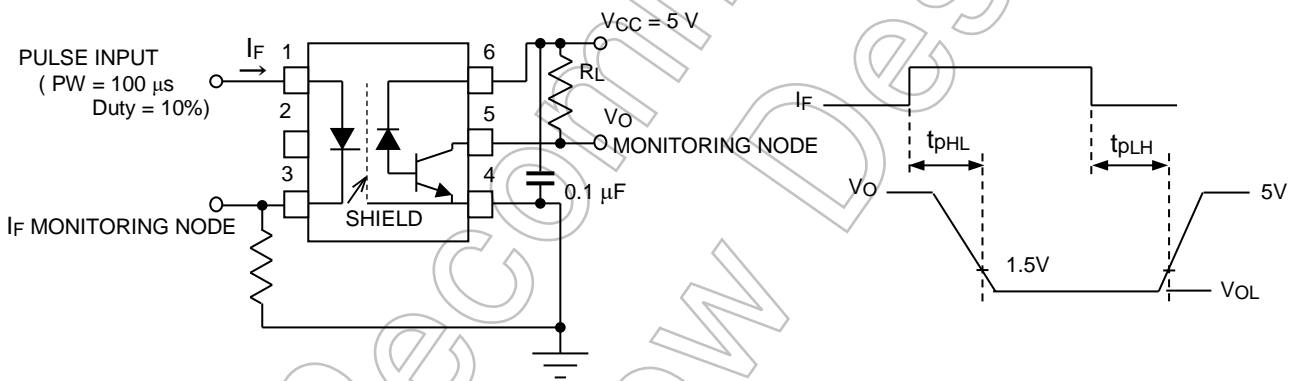 PULSE INPUT
( PW = 100 μs
Duty = 10%)
IF
1
2
3
6
5
4
SHIELD
IF MONITORING NODE
VCC = 5 V
RL
VO
MONITORING NODE
0.1 μF
IF
tpHL
tpLH
VO
5V
1.5V
VOL